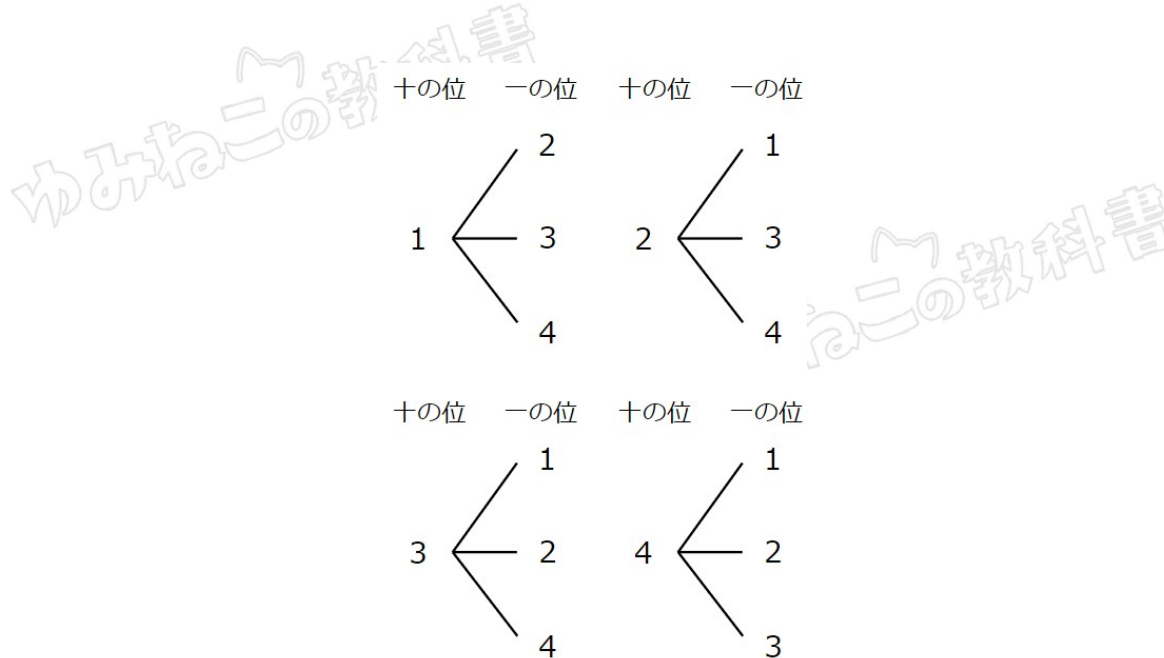 ゆみねこの教科書
十の位 一の位 十の位 一の位
2 1
1 3 2 3
4 4
ねこの教科書
十の位 一の位 十の位 一の位
1 1
3 2 4 2
4 3